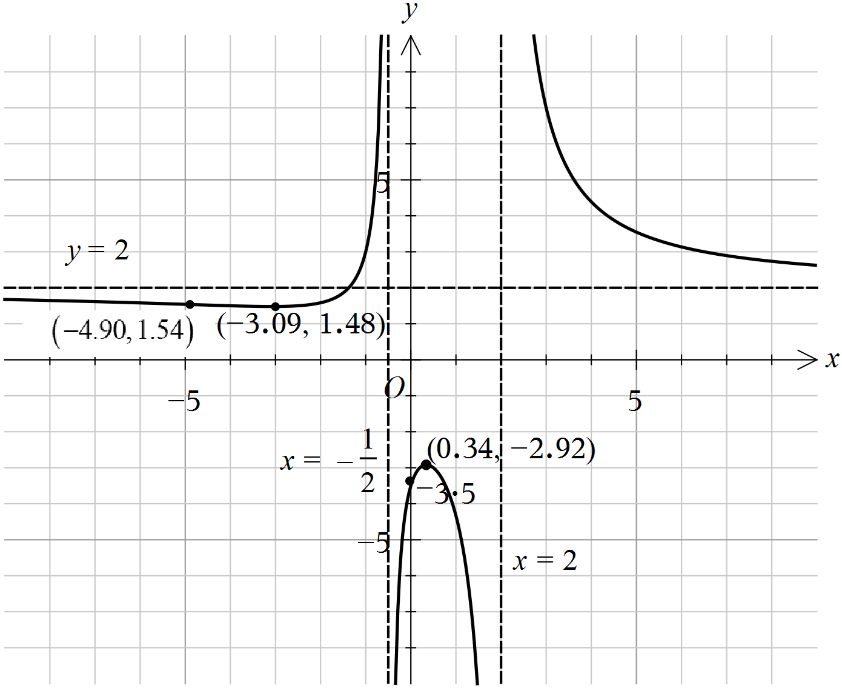 y
5
y = 2
(−4.90, 1.54)
(−3.09, 1.48)
x
O
−5
5
(0.34, −2.92)
x = −1/2
−3·5
−5
x = 2